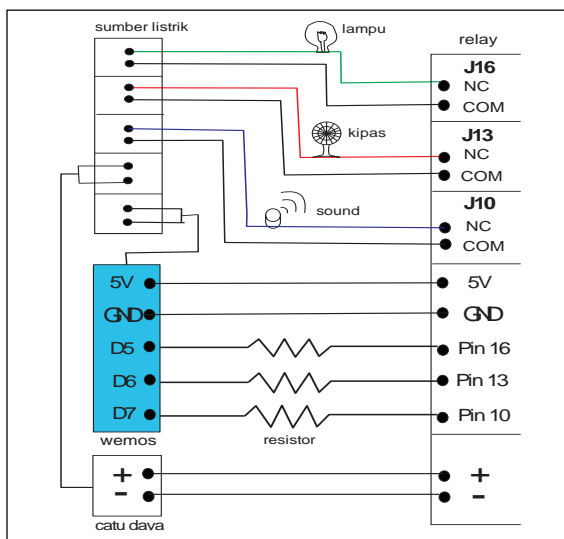 sumber listrik
lampu
relay
J16
NC
COM
kipas
J13
NC
COM
sound
J10
NC
COM
5V
5V
GND
GND
D5
Pin 16
D6
Pin 13
D7
Pin 10
wemos
resistor
+
+
-
-
catu dava